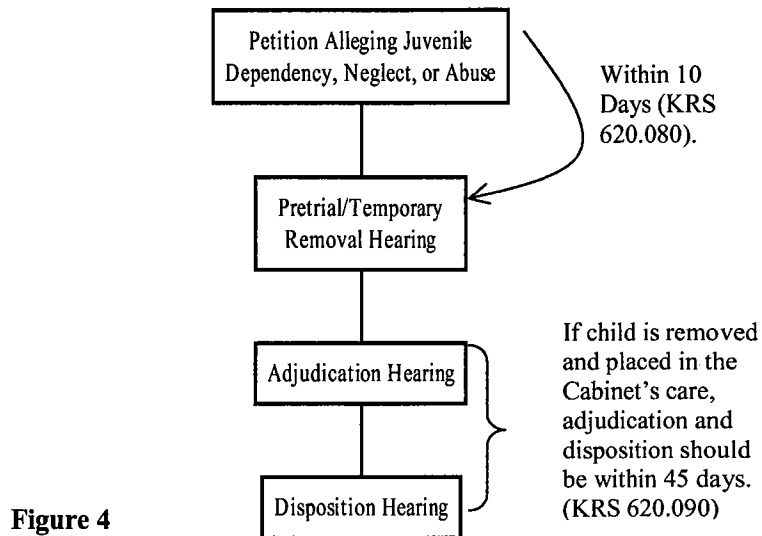 Petition Alleging Juvenile
Dependency, Neglect, or Abuse
Within 10
Days (KRS
620.080).
Pretrial/Temporary
Removal Hearing
Adjudication Hearing
If child is removed
and placed in the
Cabinet's care,
adjudication and
disposition should
be within 45 days.
(KRS 620.090)
Disposition Hearing
Figure 4